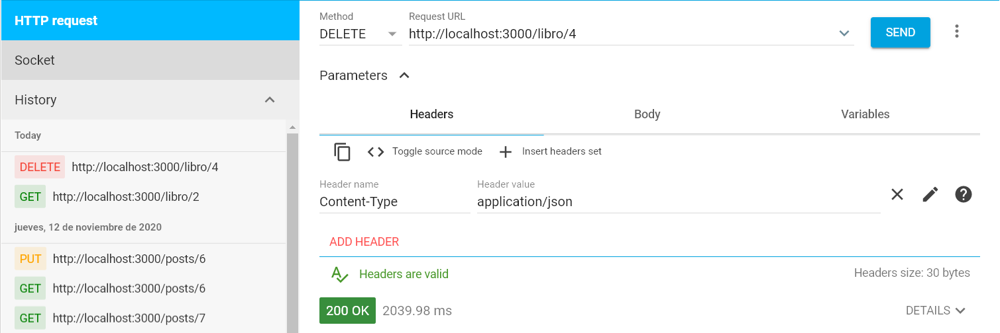 HTTP request
Socket
History
Today
DELETE http://localhost:3000/libro/4
GET http://localhost:3000/libro/2
jueves, 12 de noviembre de 2020
PUT http://localhost:3000/posts/6
GET http://localhost:3000/posts/6
GET http://localhost:3000/posts/7
Method Request URL
DELETE http://localhost:3000/libro/4 SEND
Parameters
Headers Body Variables
Toggle source mode Insert headers set
Header name Header value
Content-Type application/json
ADD HEADER
Headers are valid Headers size: 30 bytes
200 OK 2039.98 ms DETAILS